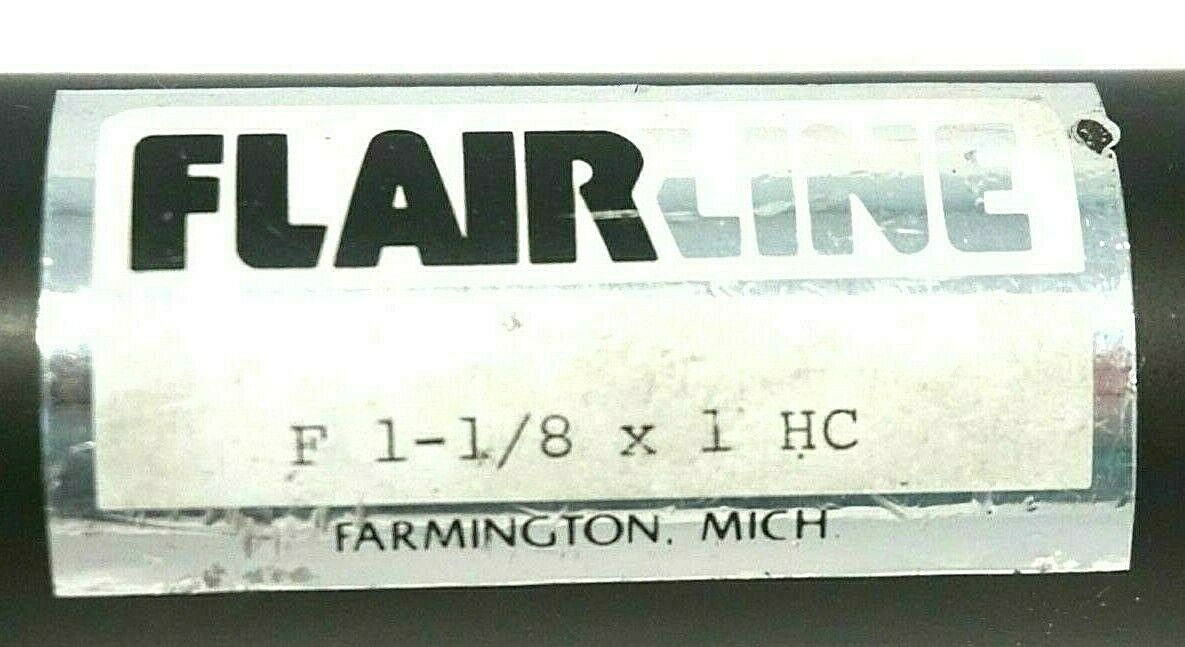 FLAIRLINE
F 1-1/8 x 1 HC
FARMINGTON, MICH.